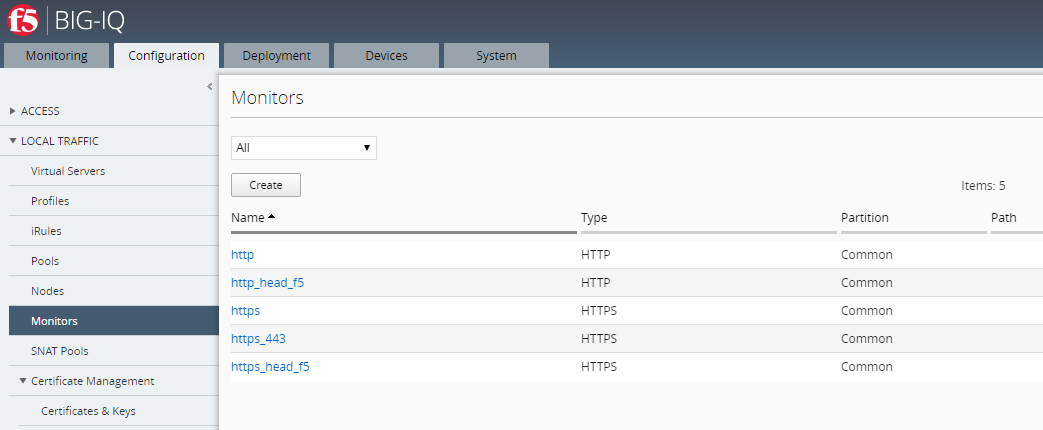 f5 BIG-IQ
Monitoring Configuration Deployment Devices System
ACCESS
LOCAL TRAFFIC
Virtual Servers
Profiles
iRules
Pools
Nodes
Monitors
SNAT Pools
Certificate Management
Certificates & Keys
Monitors
All
Create Items: 5
Name Type Partition Path
http HTTP Common
http_head_f5 HTTP Common
https HTTPS Common
https_443 HTTPS Common
https_head_f5 HTTPS Common